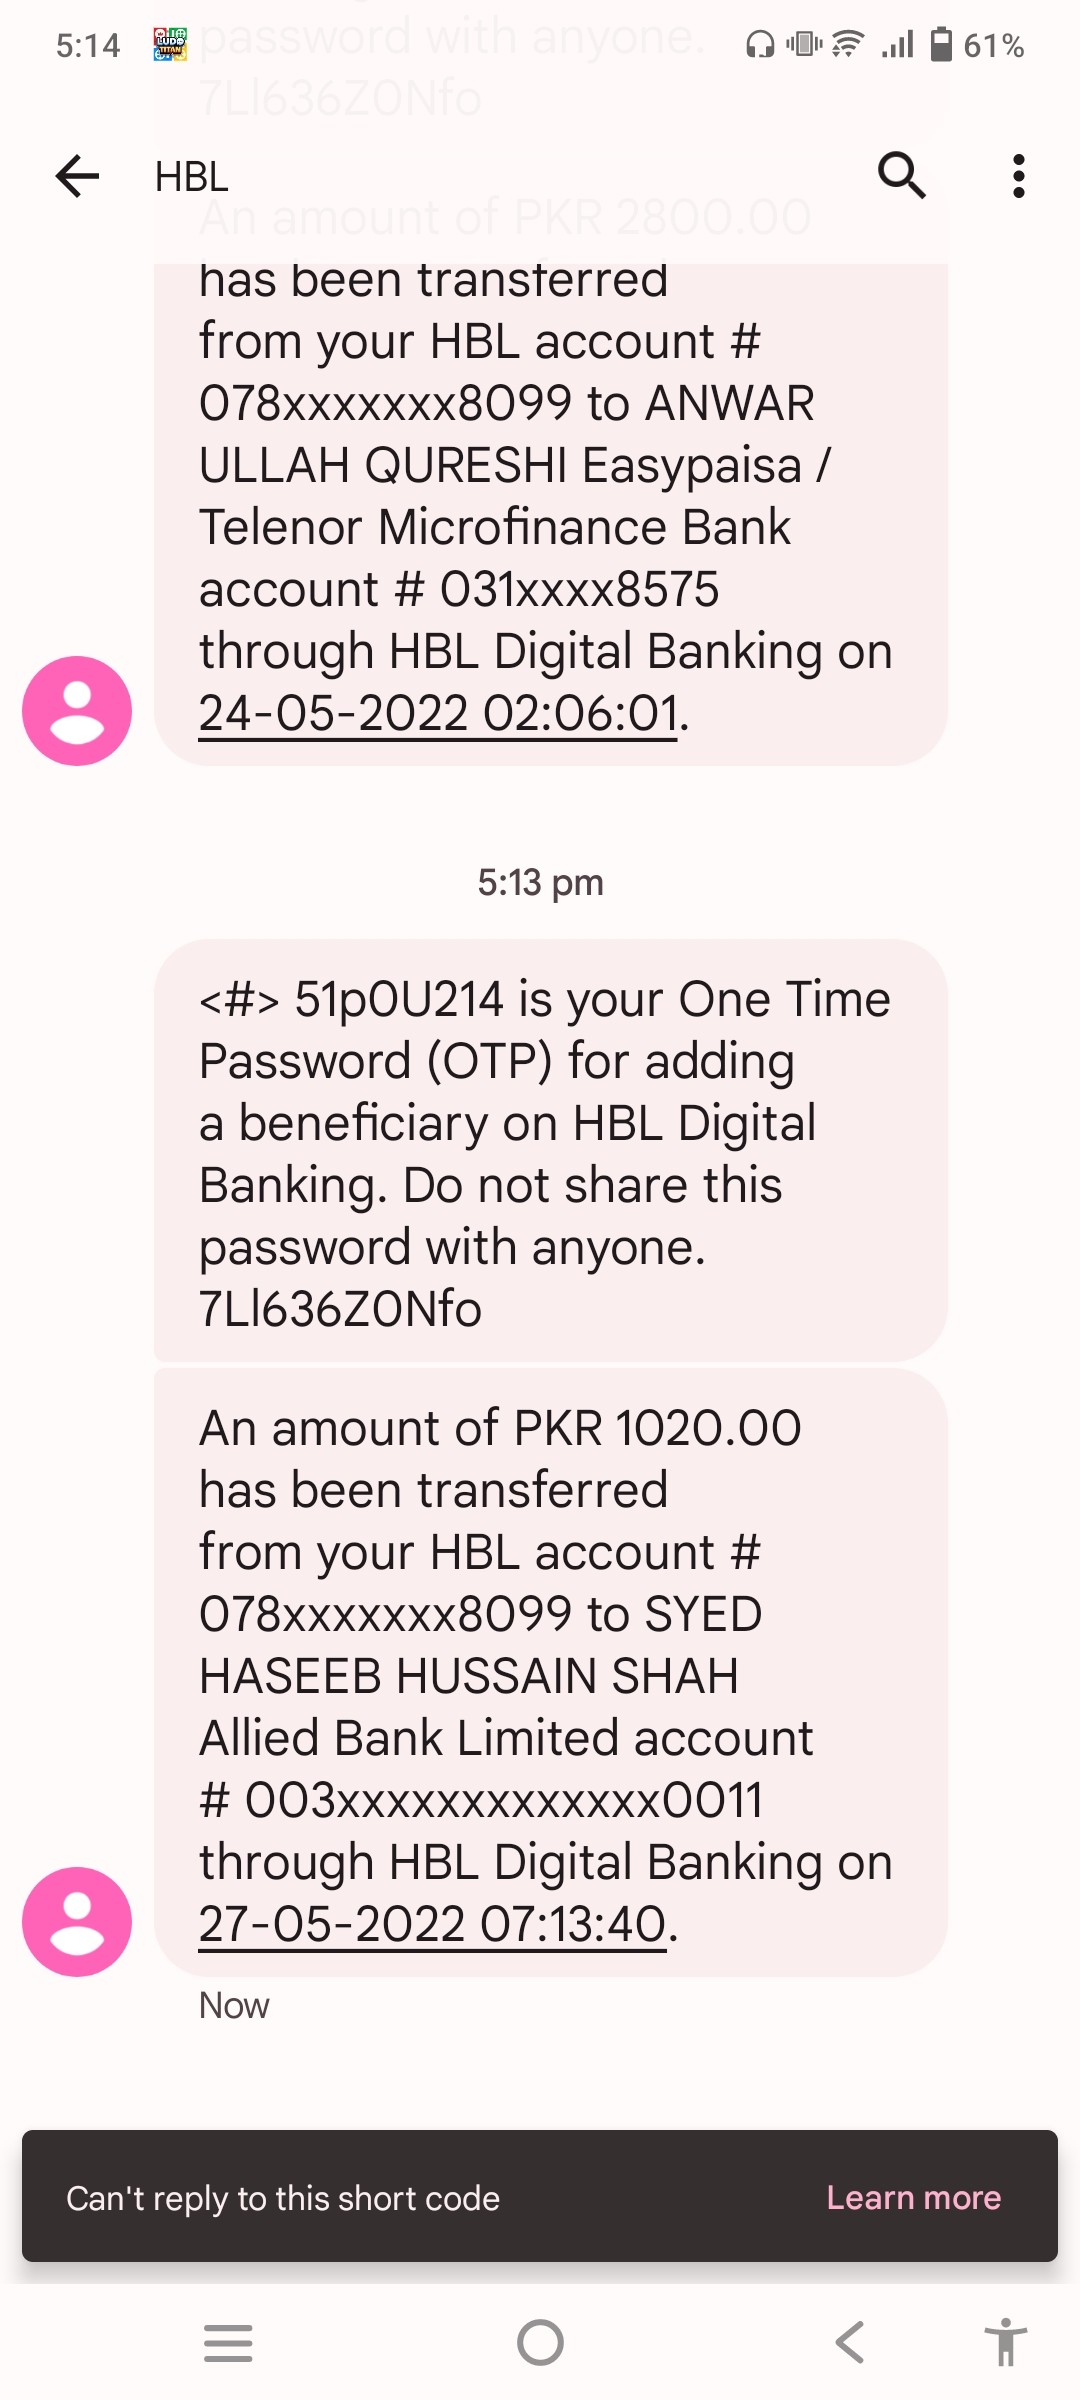 5:14
LUDO
TITAN
61%
password with anyone.
7Ll636Z0Nfo
HBL
An amount of PKR 2800.00
has been transferred
from your HBL account #
078xxxxxxx8099 to ANWAR
ULLAH QURESHI Easypaisa /
Telenor Microfinance Bank
account # 031xxxx8575
through HBL Digital Banking on
24-05-2022 02:06:01.
5:13 pm
<#> 51p0U214 is your One Time
Password (OTP) for adding
a beneficiary on HBL Digital
Banking. Do not share this
password with anyone.
7Ll636Z0Nfo
An amount of PKR 1020.00
has been transferred
from your HBL account #
078xxxxxxx8099 to SYED
HASEEB HUSSAIN SHAH
Allied Bank Limited account
# 003xxxxxxxxxxxxx0011
through HBL Digital Banking on
27-05-2022 07:13:40.
Now
Can't reply to this short code
Learn more